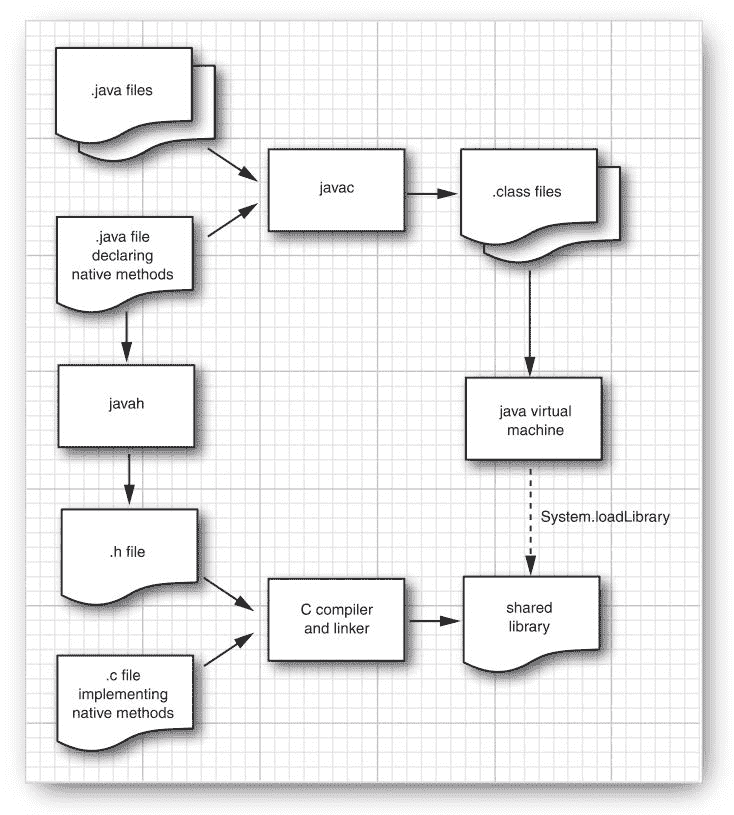 .java files
javac
.class files
.java file
declaring
native methods
javah
java virtual
machine
System.loadLibrary
.h file
C compiler
and linker
shared
library
.c file
implementing
native methods